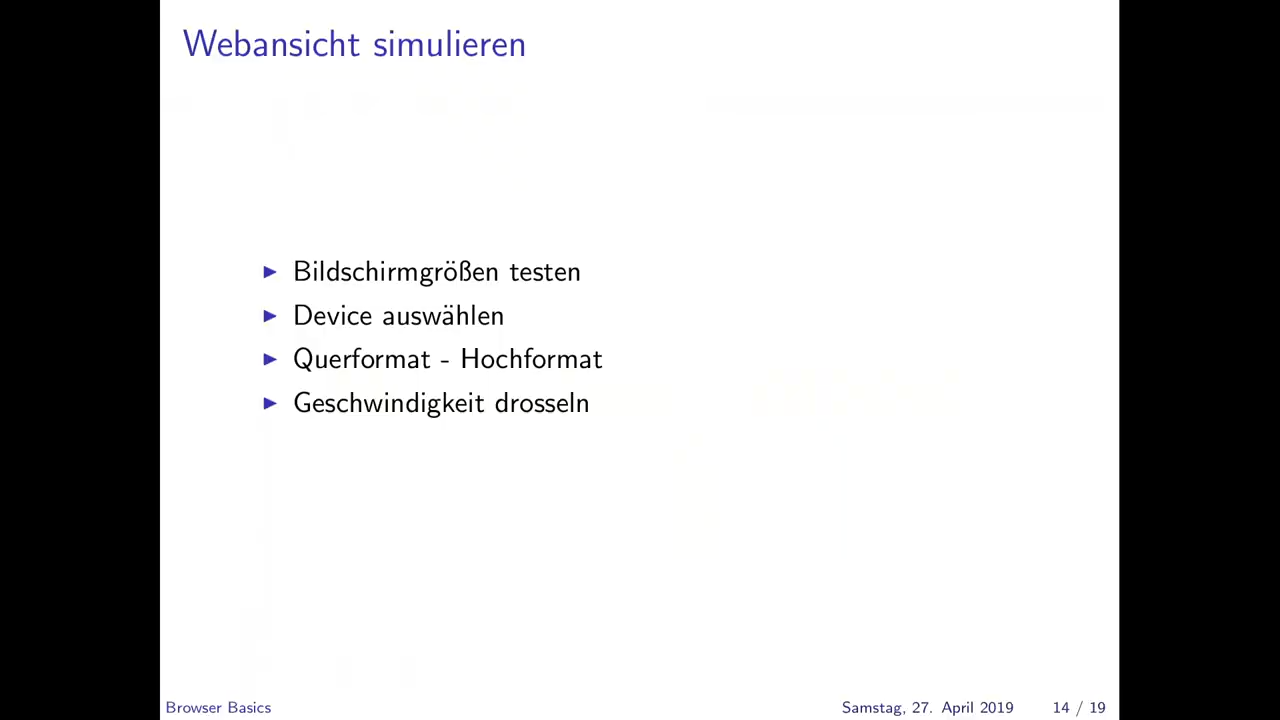 Webansicht simulieren
Bildschirmgrößen testen
Device auswählen
Querformat - Hochformat
Geschwindigkeit drosseln
Browser Basics
Samstag, 27. April 2019
14 / 19